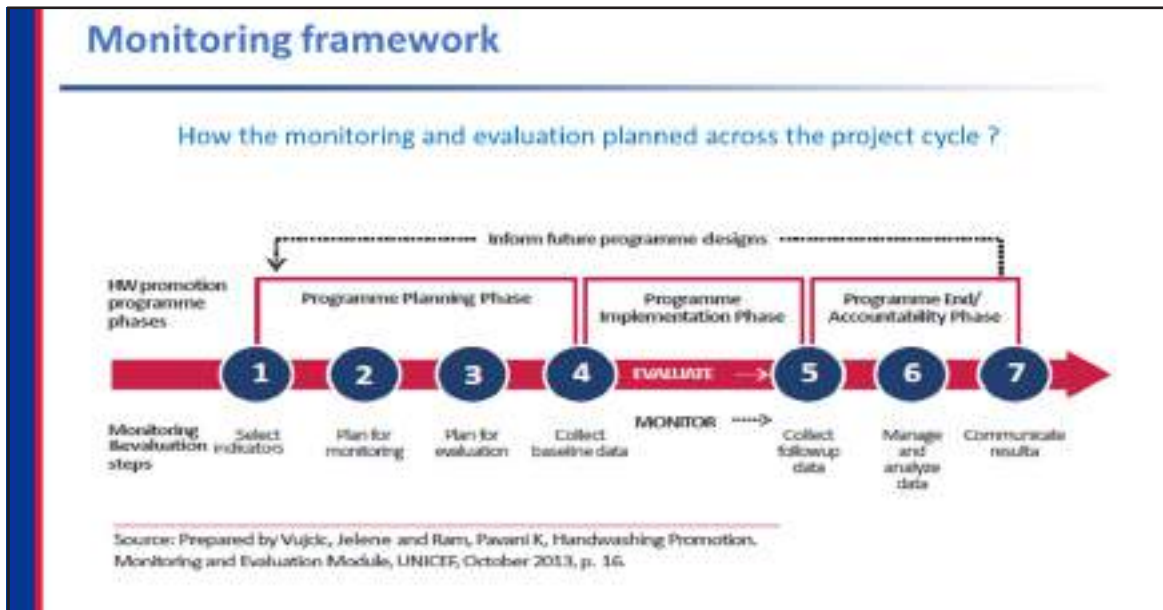 Monitoring framework
How the monitoring and evaluation planned across the project cycle ?
Inform future programme designs
HW promotion
programme
phases
Programme Planning Phase
Programme
Implementation Phase
Programme End/
Accountability Phase
1
2
3
4
EVALUATE
5
6
7
MONITOR
Monitoring
&evaluation
steps
Select
indicators
Plan for
monitoring
Plan for
evaluation
Collect
baseline data
Collect
followup
data
Manage
and
analyze
data
Communicate
results
Source: Prepared by Vujcic, Jelene and Ram, Pavani K, Handwashing Promotion.
Monitoring and Evaluation Module, UNICEF, October 2013, p. 16.